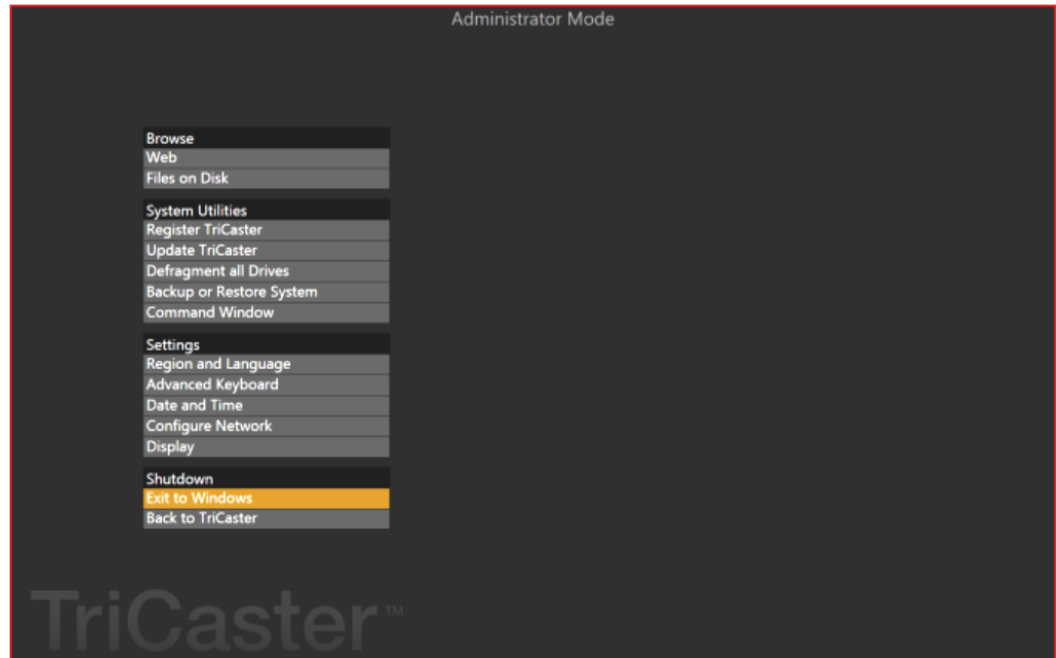 Administrator Mode
Browse
Web
Files on Disk
System Utilities
Register TriCaster
Update TriCaster
Defragment all Drives
Backup or Restore System
Command Window
Settings
Region and Language
Advanced Keyboard
Date and Time
Configure Network
Display
Shutdown
Exit to Windows
Back to TriCaster
TriCaster™